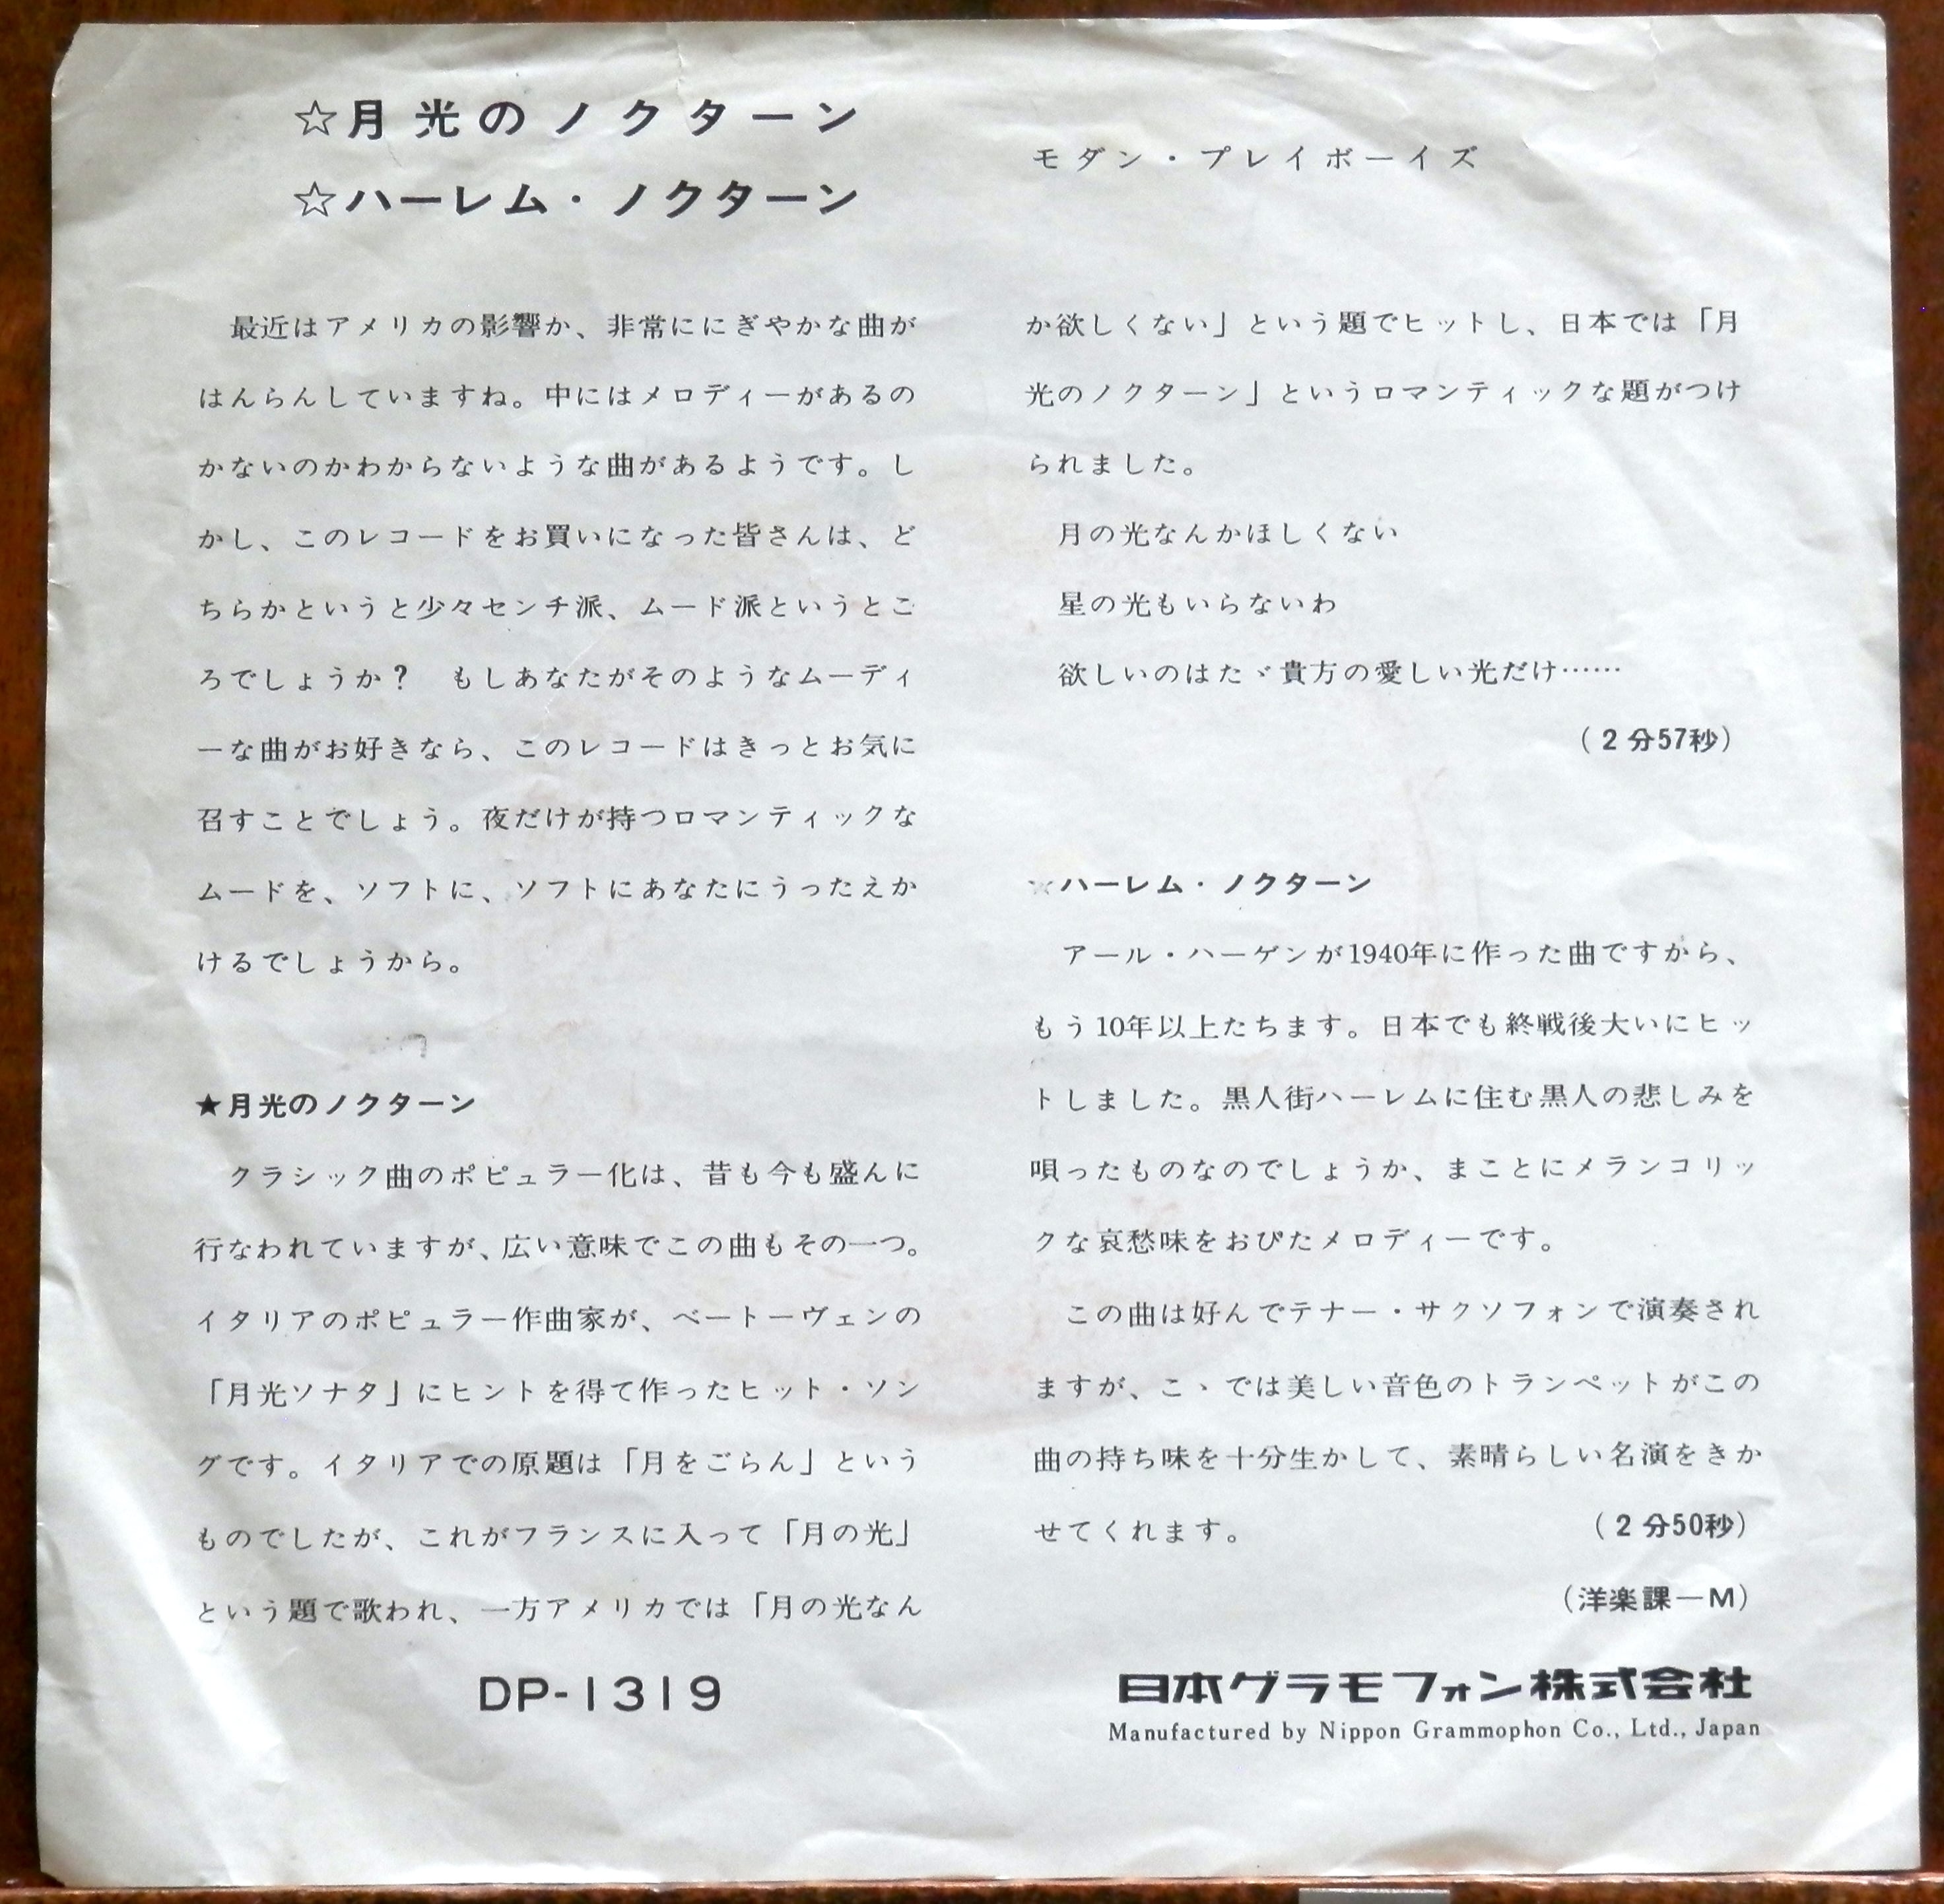 ☆月光のノクターン
☆ハーレム・ノクターン
モダン・プレイボーイズ
最近はアメリカの影響か、非常ににぎやかな曲が
はんらんしていますね。中にはメロディーがあるの
かないのかわからないような曲があるようです。し
かし、このレコードをお買いになった皆さんは、ど
ちらかというと少々センチ派、ムード派というとこ
ろでしょうか？　もしあなたがそのようなムーディ
ーな曲がお好きなら、このレコードはきっとお気に
召すことでしょう。夜だけが持つロマンティックな
ムードを、ソフトに、ソフトにあなたにうったえか
けるでしょうから。
★月光のノクターン
クラシック曲のポピュラー化は、昔も今も盛んに
行なわれていますが、広い意味でこの曲もその一つ。
イタリアのポピュラー作曲家が、ベートーヴェンの
「月光ソナタ」にヒントを得て作ったヒット・ソン
グです。イタリアでの原題は「月をごらん」という
ものでしたが、これがフランスに入って「月の光」
という題で歌われ、一方アメリカでは「月の光なん
か欲しくない」という題でヒットし、日本では「月
光のノクターン」というロマンティックな題がつけ
られました。
月の光なんかほしくない
星の光もいらないわ
欲しいのはたゞ貴方の愛しい光だけ……
（2分57秒）
☆ハーレム・ノクターン
アール・ハーゲンが1940年に作った曲ですから、
もう10年以上たちます。日本でも終戦後大いにヒッ
トしました。黒人街ハーレムに住む黒人の悲しみを
唄ったものなのでしょうか、まことにメランコリッ
クな哀愁味をおびたメロディーです。
この曲は好んでテナー・サクソフォンで演奏され
ますが、こゝでは美しい音色のトランペットがこの
曲の持ち味を十分生かして、素晴らしい名演をきか
せてくれます。　（2分50秒）
（洋楽課―M）
DP-1319
日本グラモフォン株式会社
Manufactured by Nippon Grammophon Co., Ltd., Japan